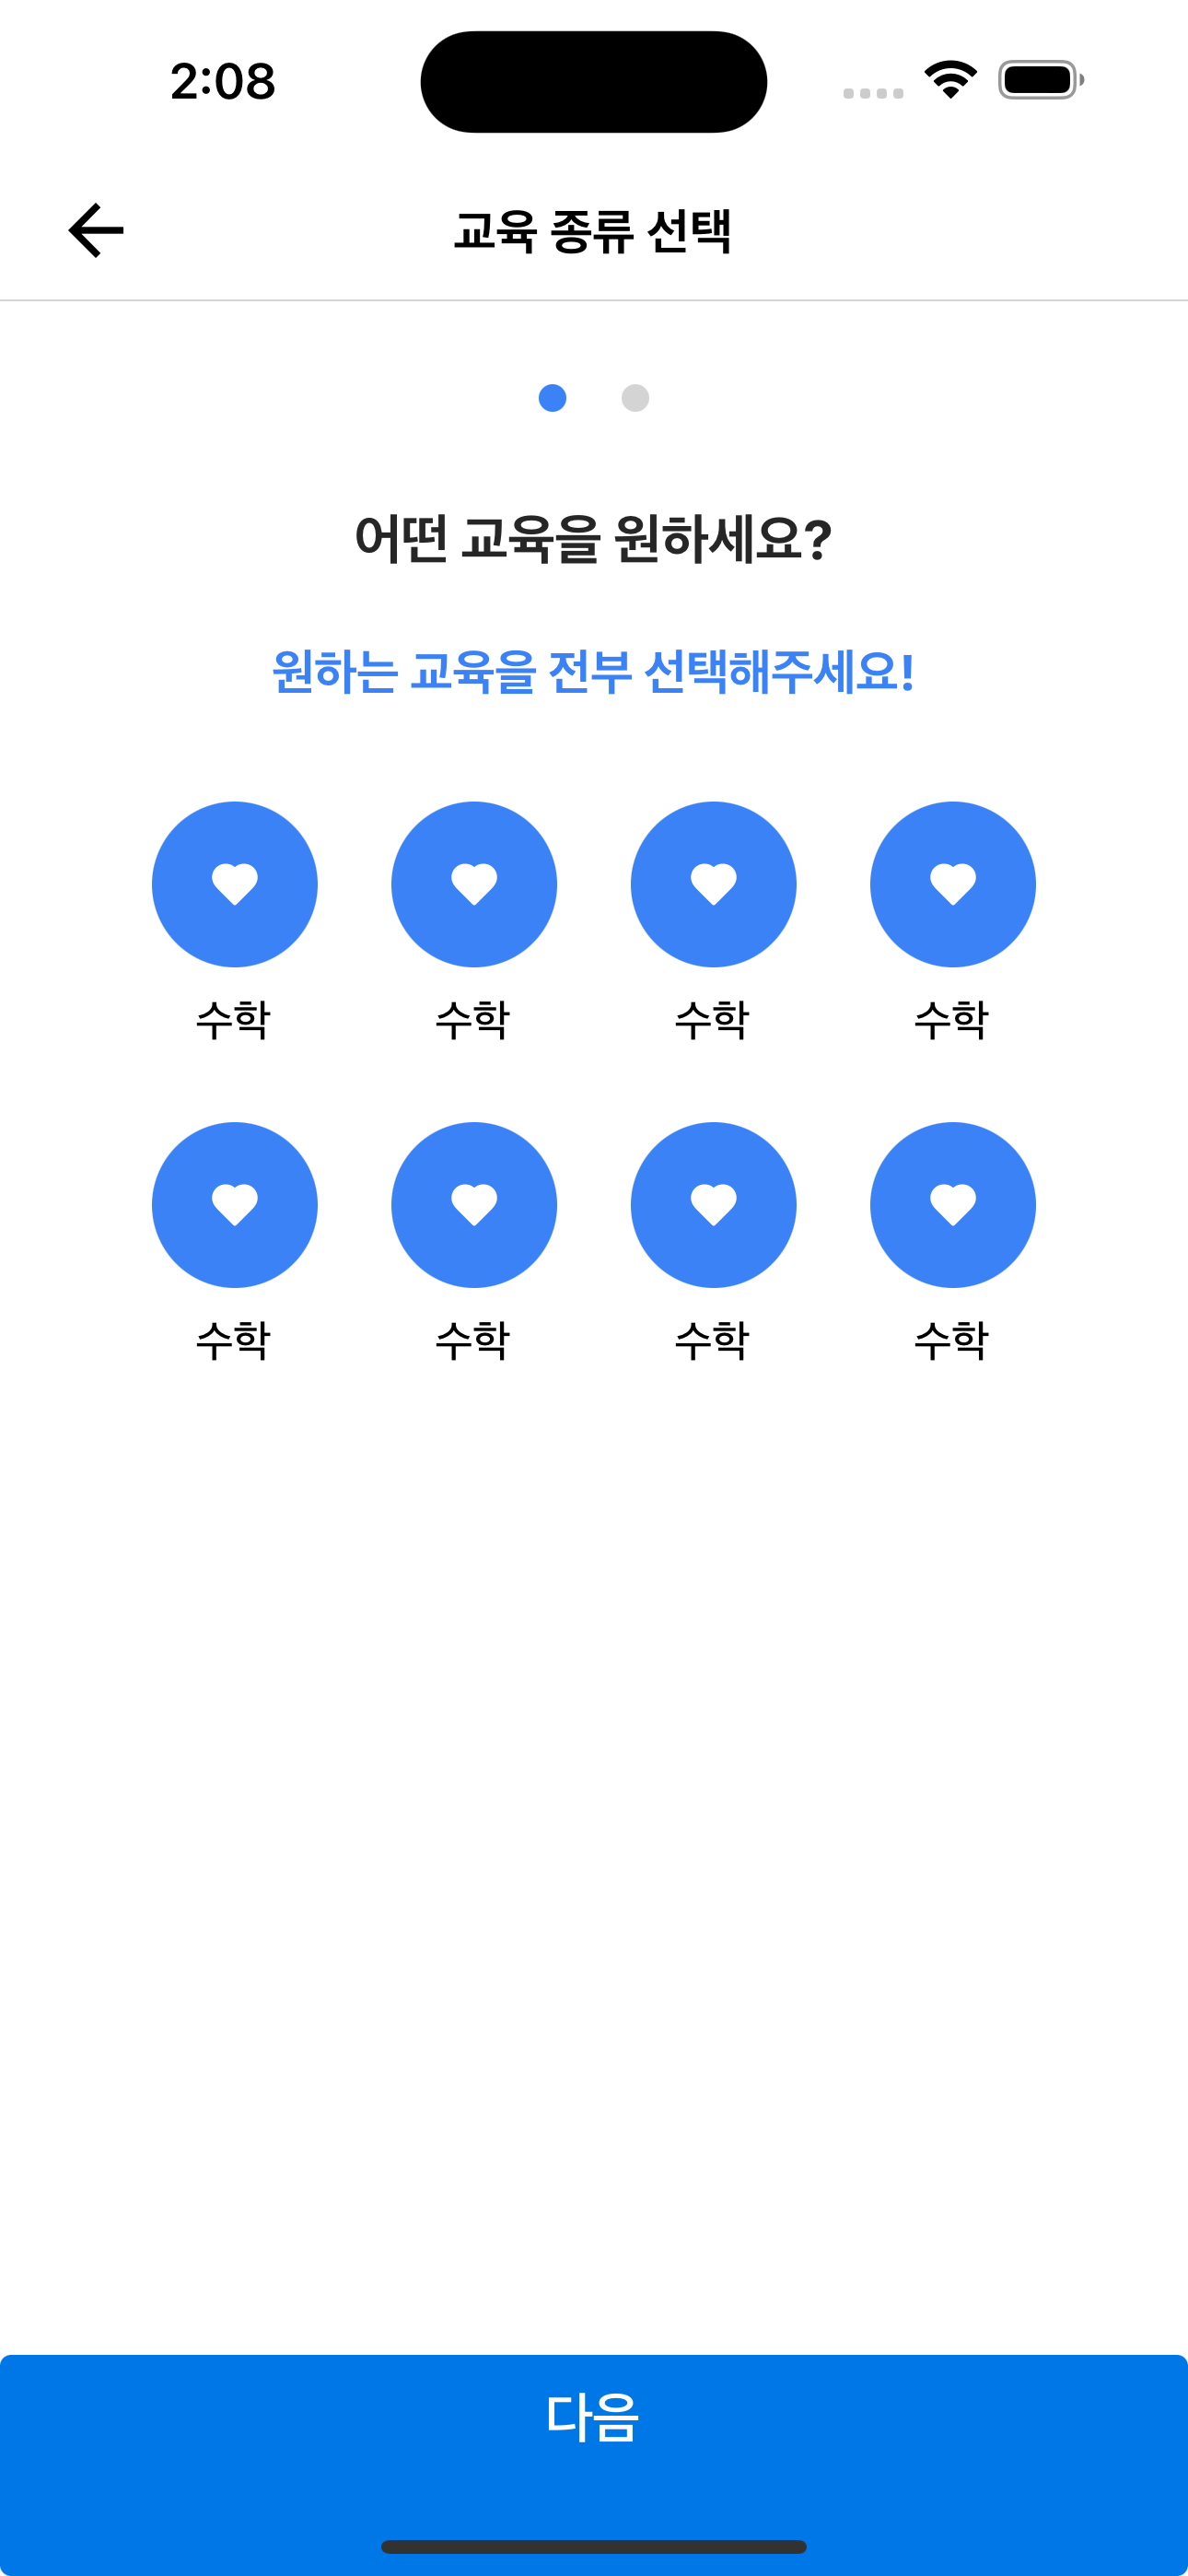 2:08
교육 종류 선택
어떤 교육을 원하세요?
원하는 교육을 전부 선택해주세요!
수학 수학 수학 수학
수학 수학 수학 수학
다음